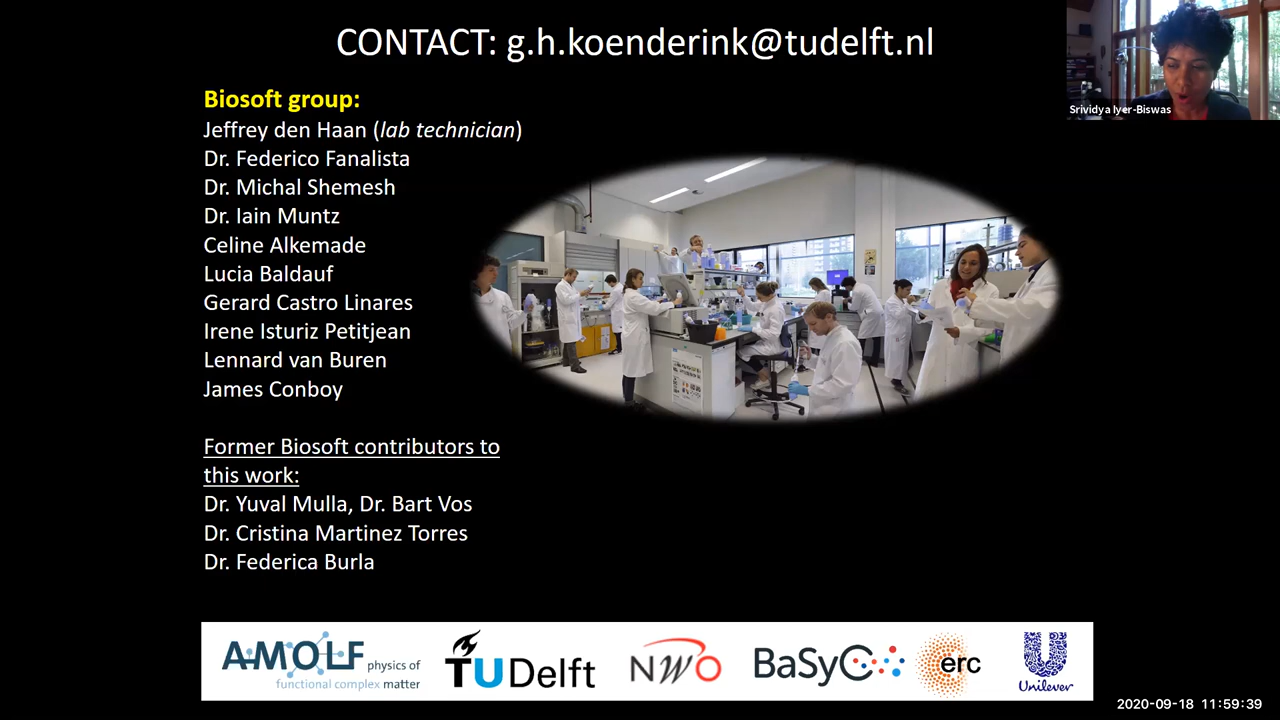 CONTACT: g.h.koenderink@tudelft.nl
Srividya Iyer-Biswas
Biosoft group:
Jeffrey den Haan (lab technician)
Dr. Federico Fanalista
Dr. Michal Shemesh
Dr. Iain Muntz
Celine Alkemade
Lucia Baldauf
Gerard Castro Linares
Irene Isturiz Petitjean
Lennard van Buren
James Conboy
Former Biosoft contributors to
this work:
Dr. Yuval Mulla, Dr. Bart Vos
Dr. Cristina Martinez Torres
Dr. Federica Burla
AMOLF physics of
functional complex matter
TU Delft
NWO
BaSyC
erc
Unilever
2020-09-18 11:59:39